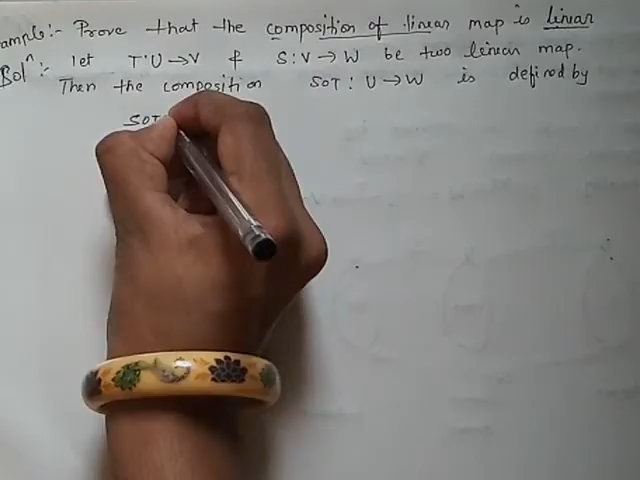 ample:- Prove that the composition of linear map is linear
Solⁿ:- let T:U→V & S:V→W be two linear map.
Then the composition SOT: U→W is defined by
SOT